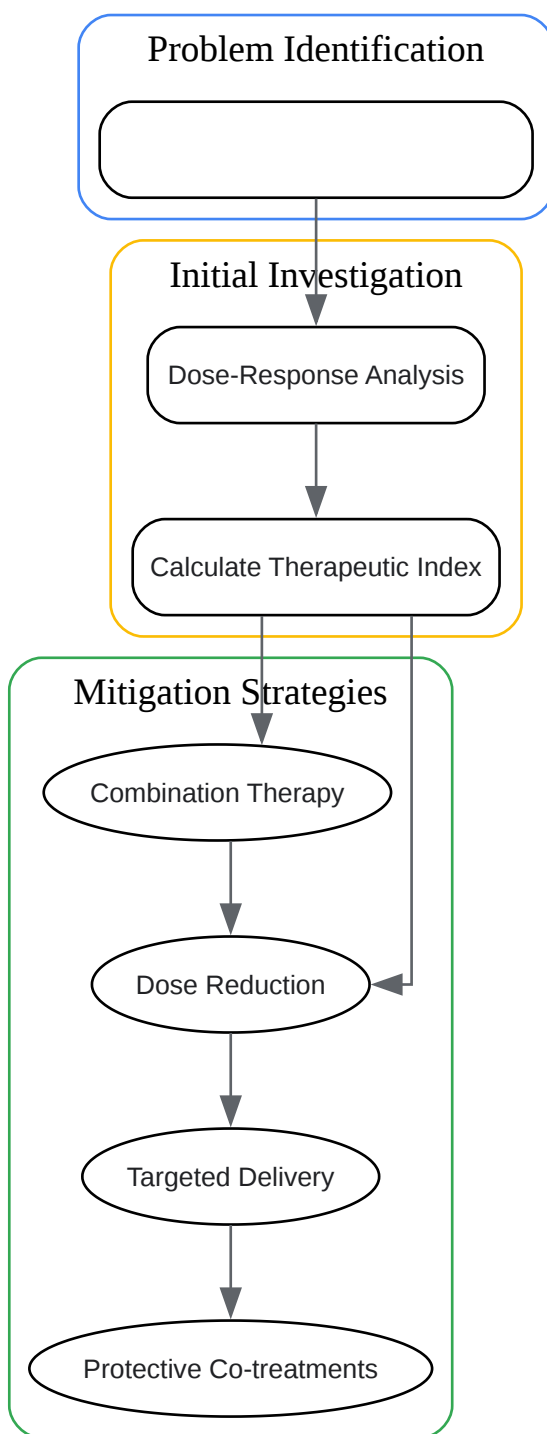 Problem Identification
Initial Investigation
Dose-Response Analysis
Calculate Therapeutic Index
Mitigation Strategies
Combination Therapy
Dose Reduction
Targeted Delivery
Protective Co-treatments